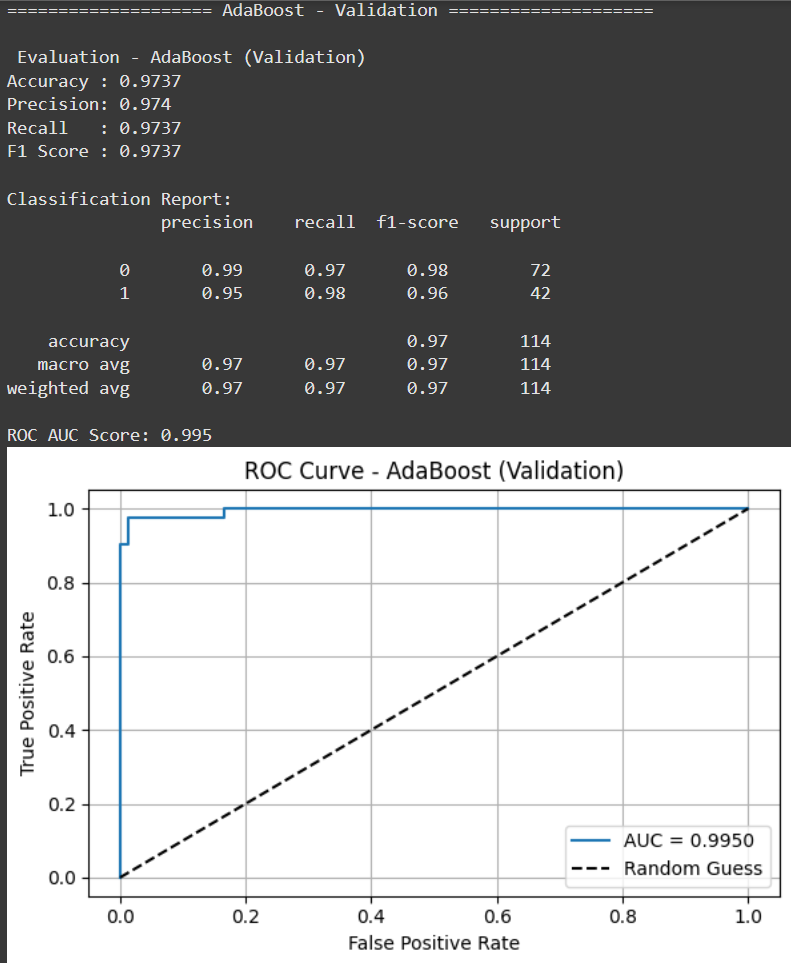 ==================== AdaBoost - Validation ====================
Evaluation - AdaBoost (Validation)
Accuracy : 0.9737
Precision: 0.974
Recall   : 0.9737
F1 Score : 0.9737
Classification Report:
precision    recall  f1-score   support
0       0.99      0.97      0.98        72
1       0.95      0.98      0.96        42
accuracy                           0.97       114
macro avg       0.97      0.97      0.97       114
weighted avg       0.97      0.97      0.97       114
ROC AUC Score: 0.995
ROC Curve - AdaBoost (Validation)
1.0
0.8
0.6
0.4
0.2
0.0
True Positive Rate
AUC = 0.9950
Random Guess
0.0 0.2 0.4 0.6 0.8 1.0
False Positive Rate